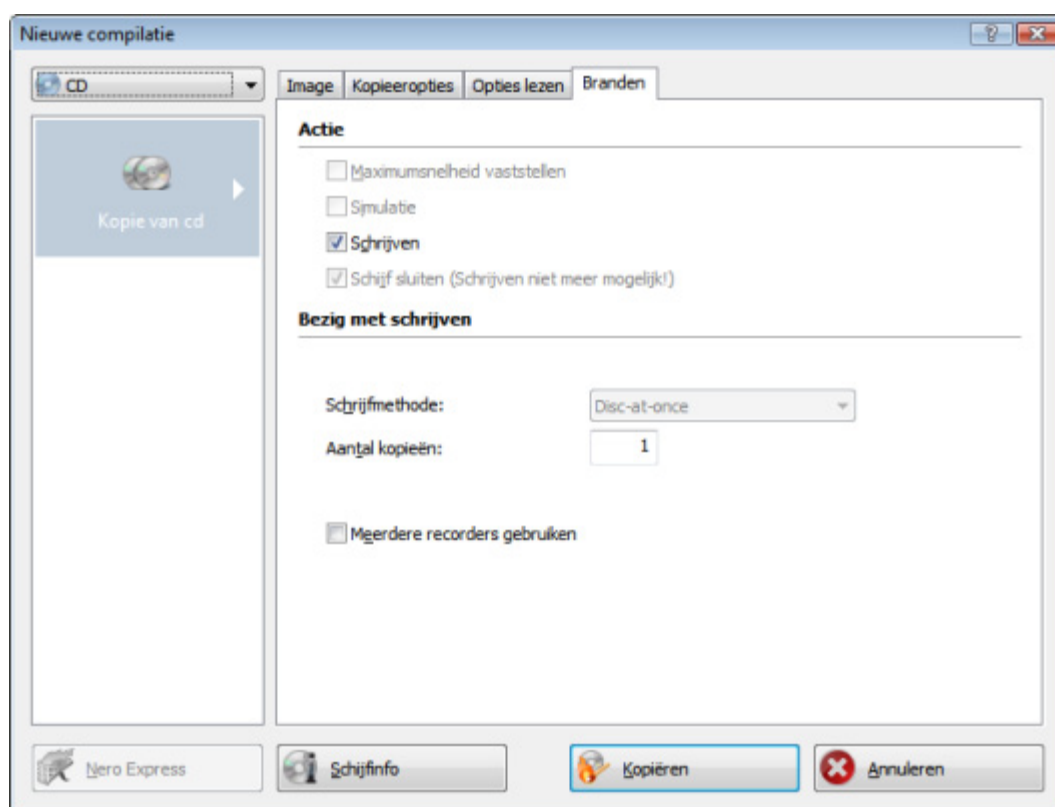 Nieuwe compilatie
CD
Image Kopieeropties Opties lezen Branden
Kopie van cd
Actie
Maximumsnelheid vaststellen
Simulatie
Schrijven
Schijf sluiten (Schrijven niet meer mogelijk!)
Bezig met schrijven
Schrijfmethode: Disc-at-once
Aantal kopieën: 1
Meerdere recorders gebruiken
Nero Express Schijfinfo Kopiëren Annuleren